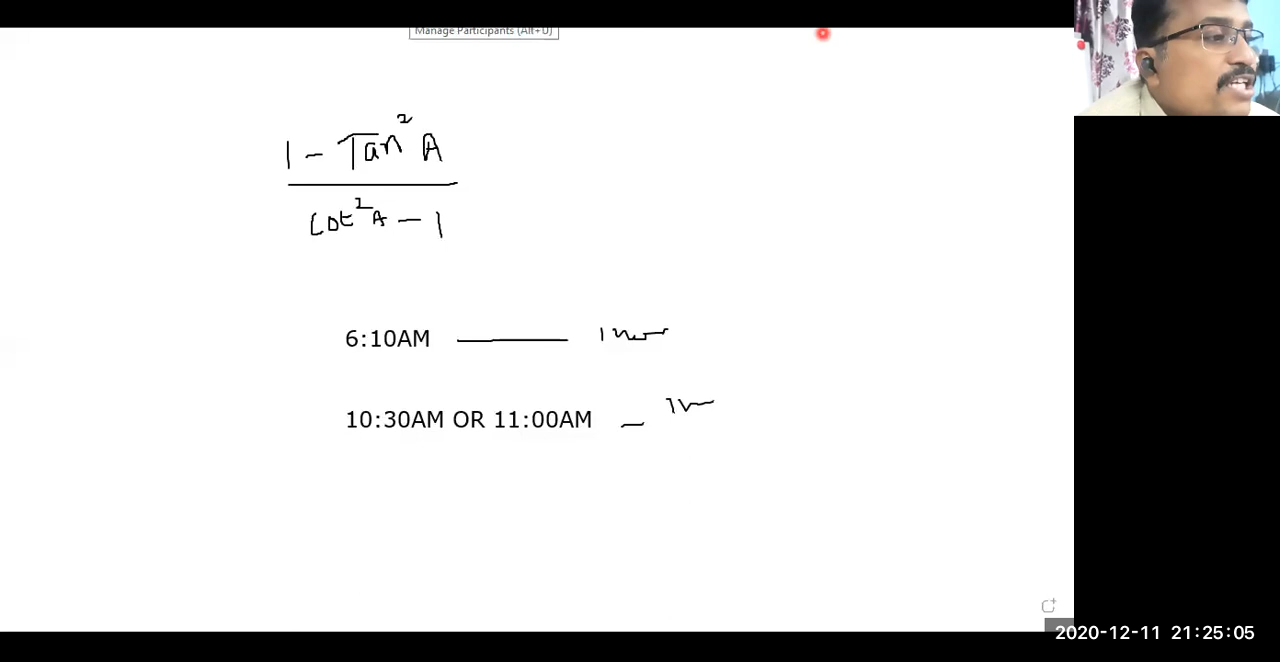 Manage Participants (Alt+U)
1 - Tan² A
cot² A - 1
6:10AM
10:30AM OR 11:00AM
2020-12-11 21:25:05